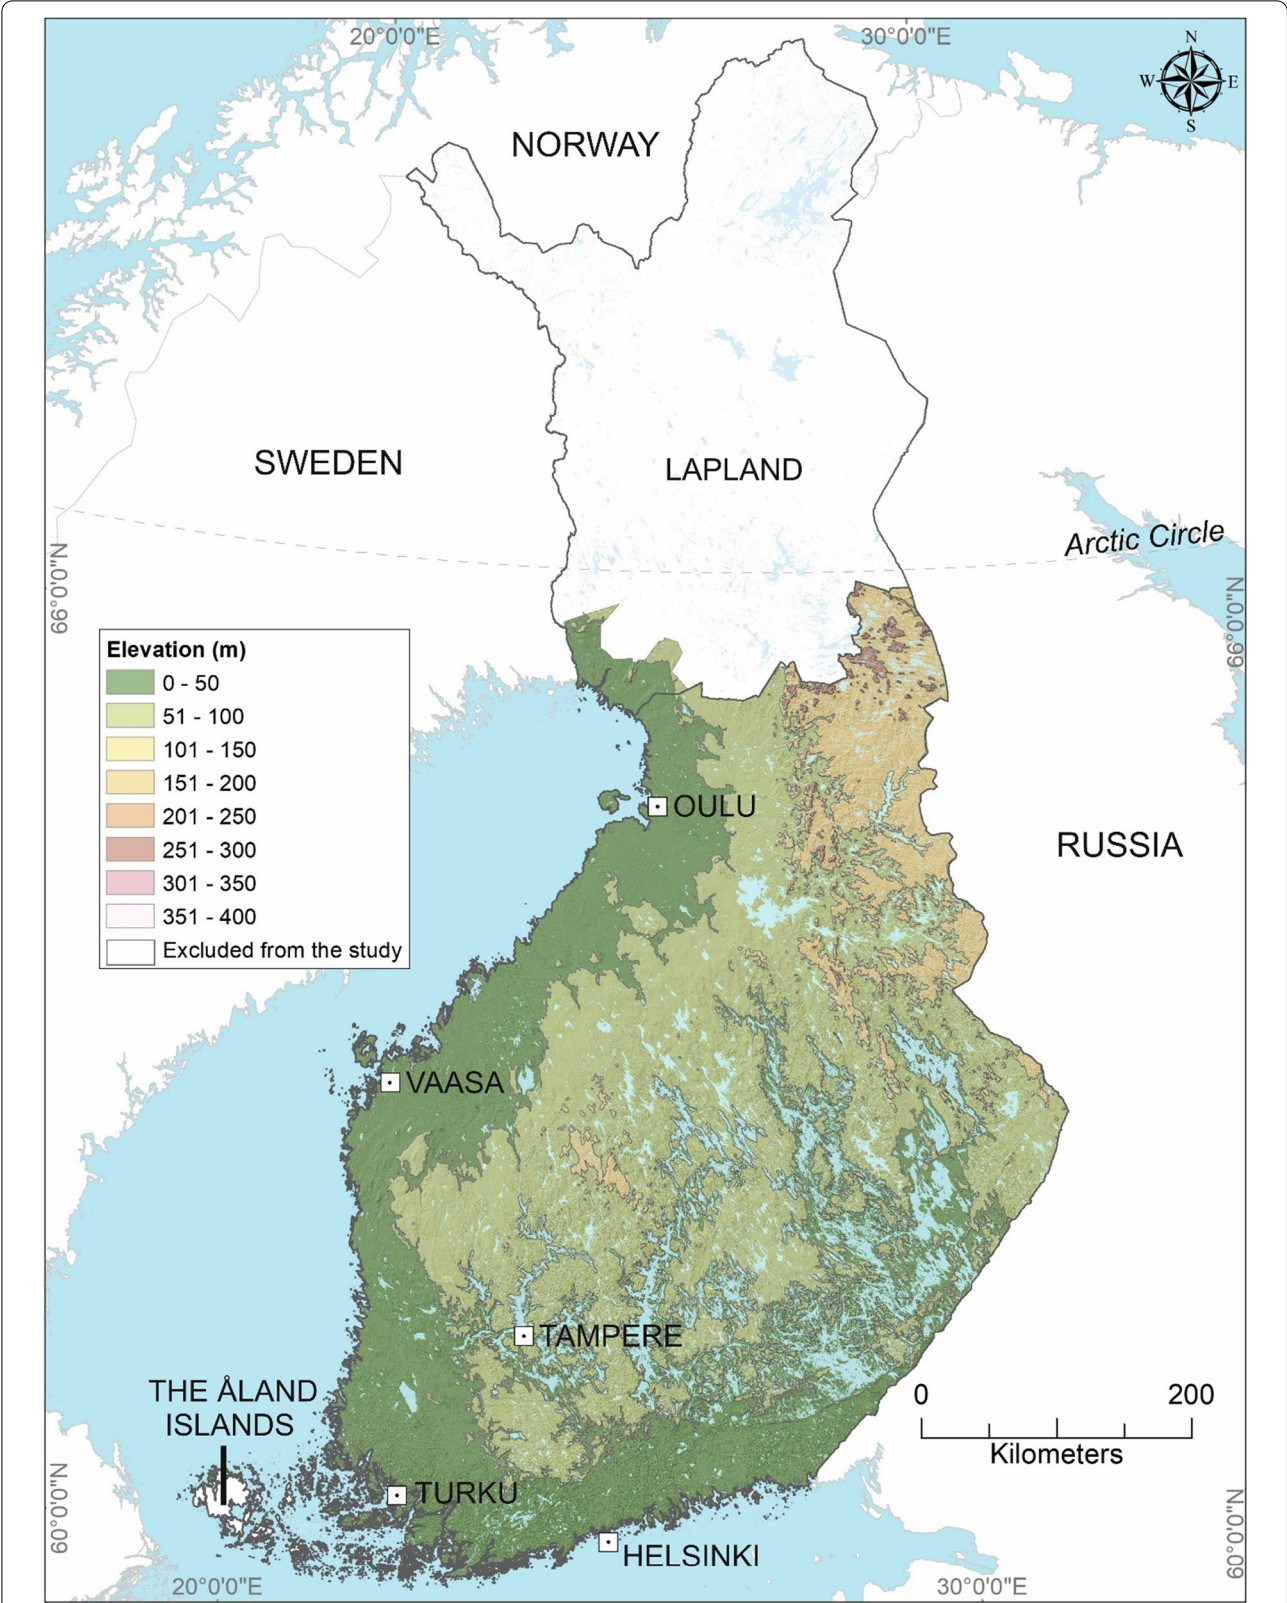 20°0'0"E
30°0'0"E
N
W
E
S
NORWAY
SWEDEN
LAPLAND
Arctic Circle
66°0'0"N
66°0'0"N
Elevation (m)
0 - 50
51 - 100
101 - 150
151 - 200
201 - 250
251 - 300
301 - 350
351 - 400
Excluded from the study
OULU
RUSSIA
VAASA
TAMPERE
THE ÅLAND
ISLANDS
0
200
Kilometers
TURKU
HELSINKI
60°0'0"N
60°0'0"N
20°0'0"E
30°0'0"E